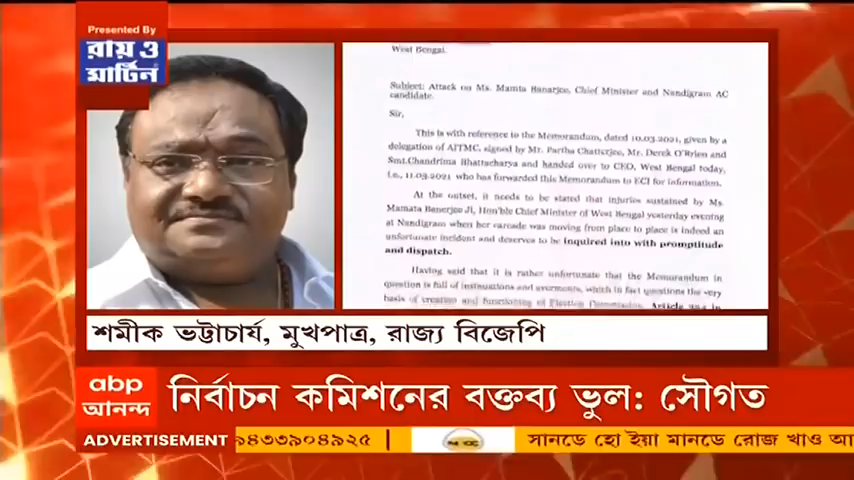 Presented By
রায় ও
মার্টিন
West Bengal.
Subject: Attack on Ms. Mamta Banarjee, Chief Minister and Nandigram AC
candidate.
Sir,
This is with reference to the Memorandum, dated 10.03.2021, given by a
delegation of AITMC, signed by Mr. Partha Chatterjee, Mr. Derek O'Brien and
Smt.Chandrima Bhattacharya and handed over to CEO, West Bengal today,
i.e., 11.03.2021 who has forwarded this Memorandum to ECI for information.
At the outset, it needs to be stated that injuries sustained by Ms.
Mamata Banerjee Ji, Hon'ble Chief Minister of West Bengal yesterday evening
at Nandigram when her carcade was moving from place to place is indeed an
unfortunate incident and deserves to be inquired into with promptitude
and dispatch.
Having said that it is rather unfortunate that the Memorandum in
question is full of insinuations and averments, which in fact questions the very
basis of creation and functioning of Election Commission. Article 324 in
শমীক ভট্টাচার্য, মুখপাত্র, রাজ্য বিজেপি
abp
আনন্দ
নির্বাচন কমিশনের বক্তব্য ভুল: সৌগত
ADVERTISEMENT
৯৪৩৩৯০৪৯২৫ | সানডে হো ইয়া মানডে রোজ খাও